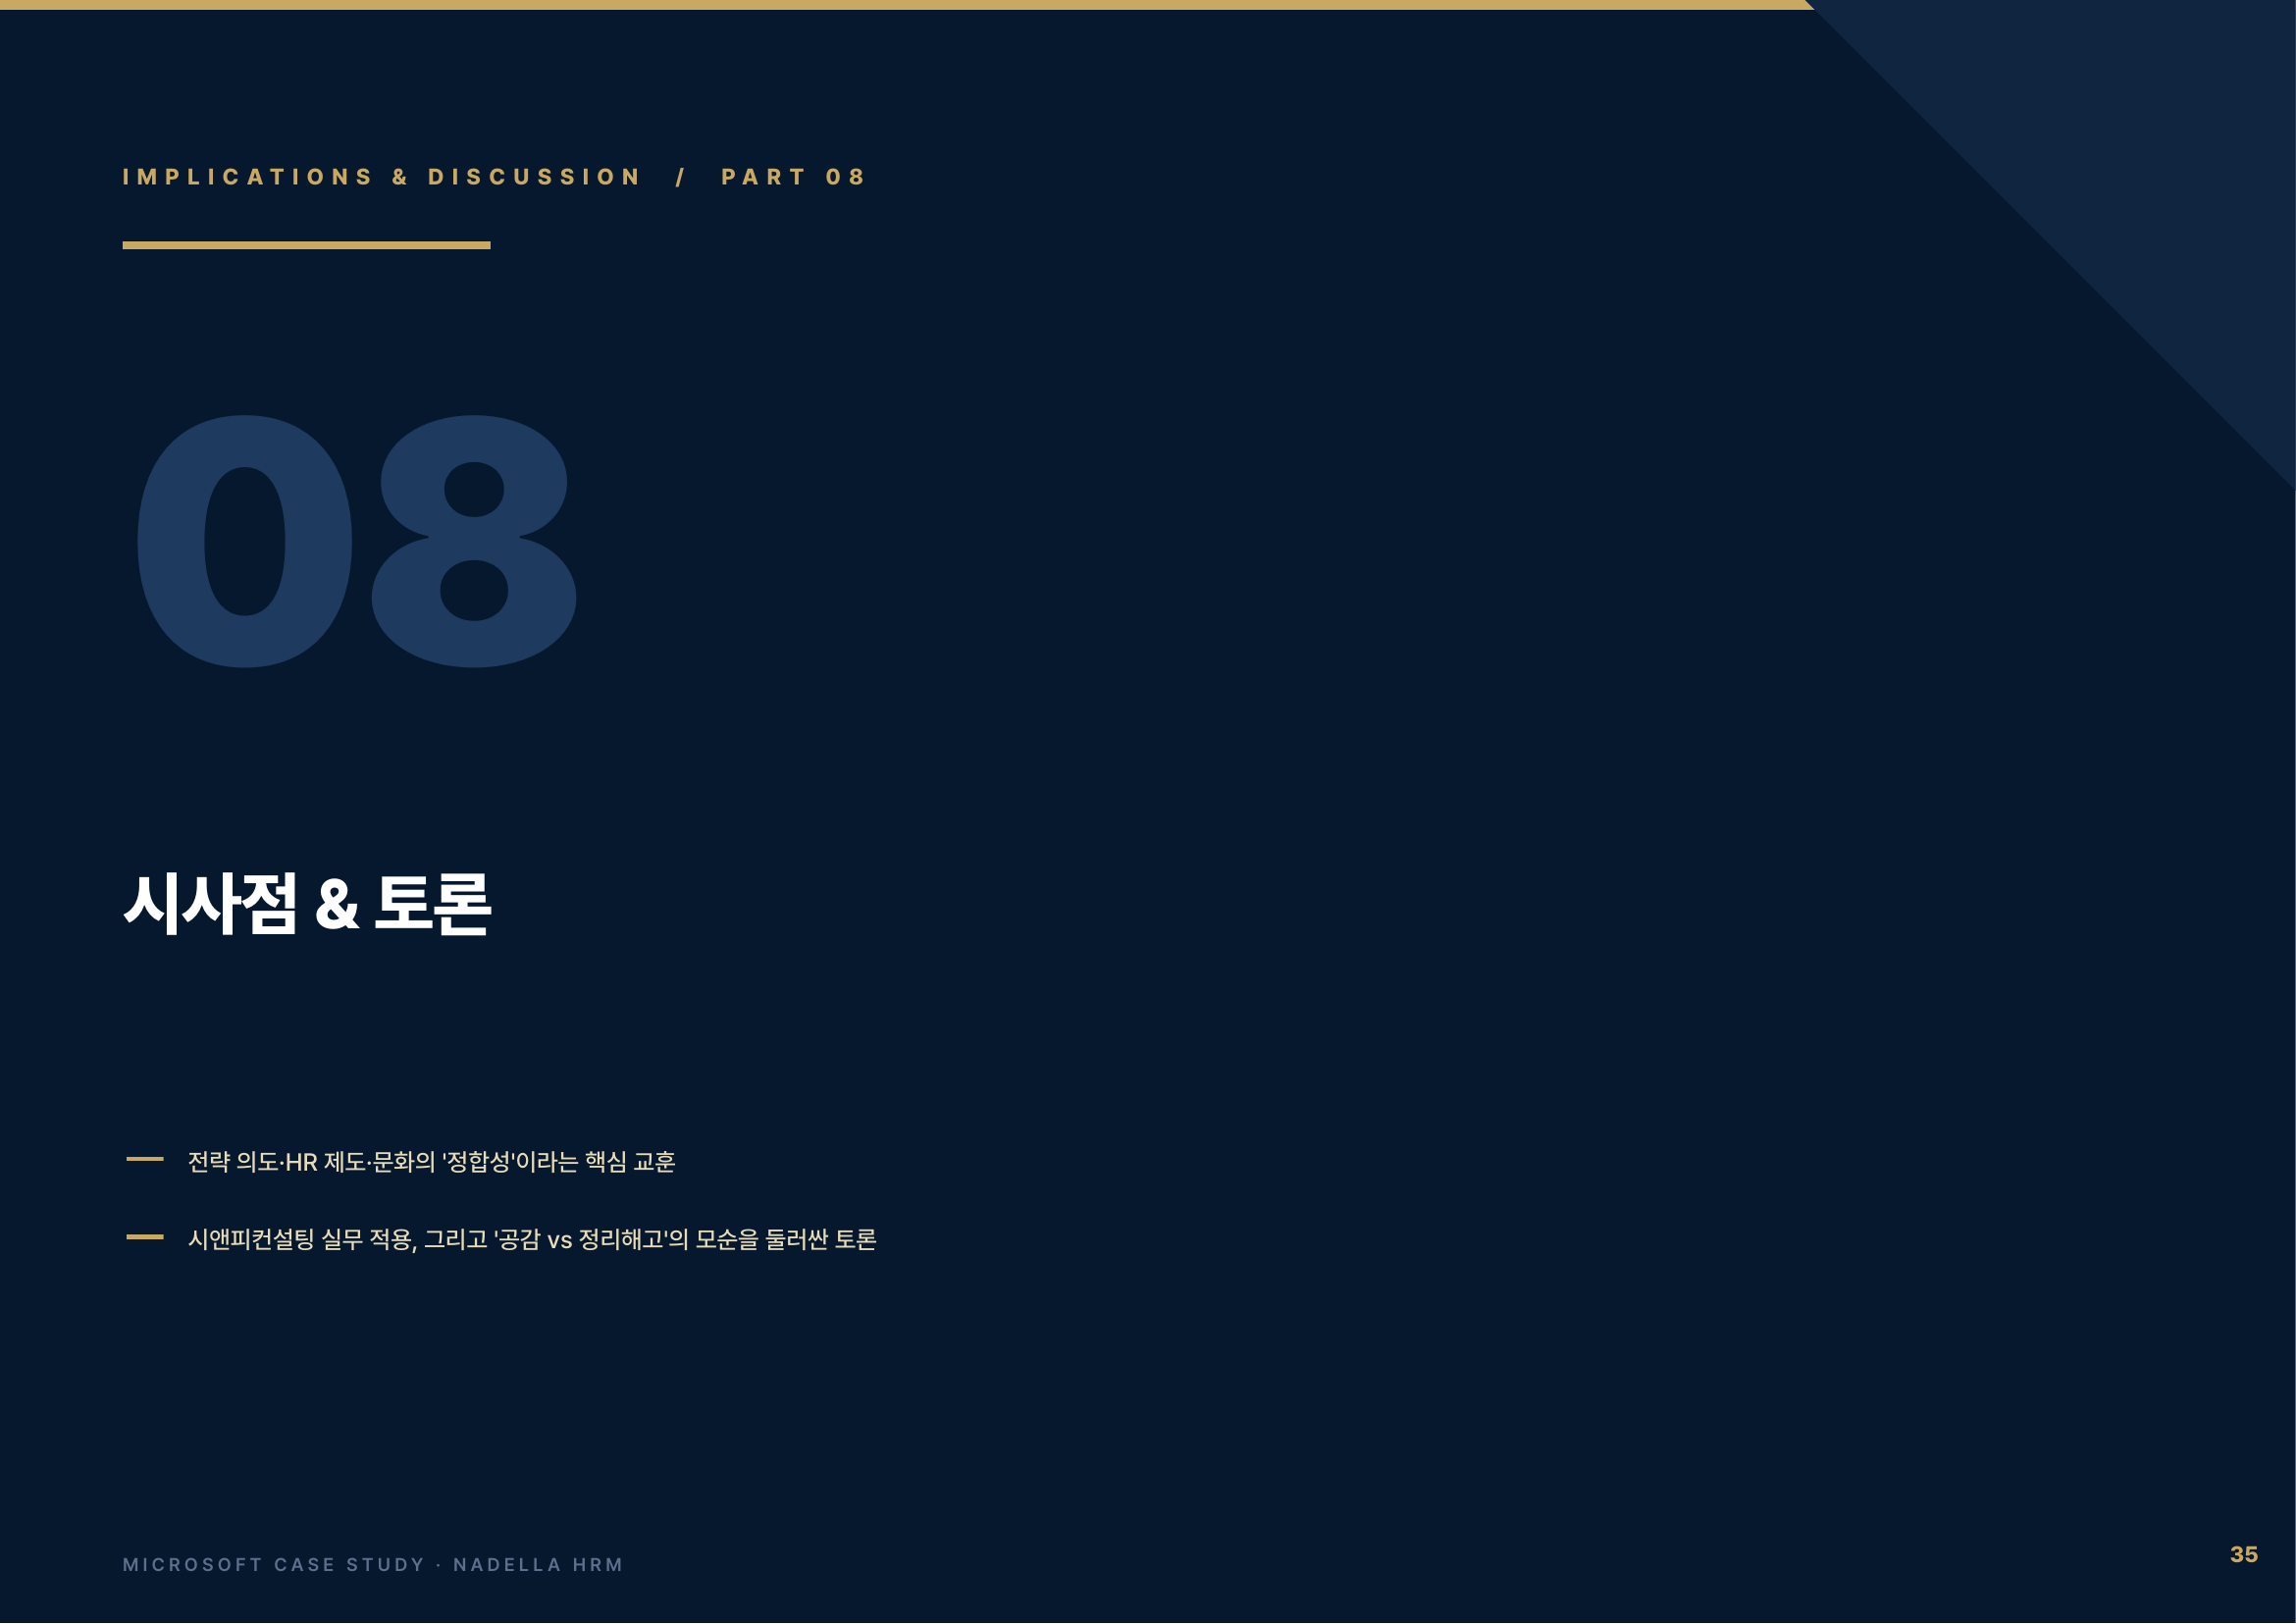 IMPLICATIONS & DISCUSSION / PART 08
08
시사점 & 토론
전략 의도·HR 제도·문화의 '정합성'이라는 핵심 교훈
시앤피컨설팅 실무 적용, 그리고 '공감 vs 정리해고'의 모순을 둘러싼 토론
MICROSOFT CASE STUDY · NADELLA HRM
35